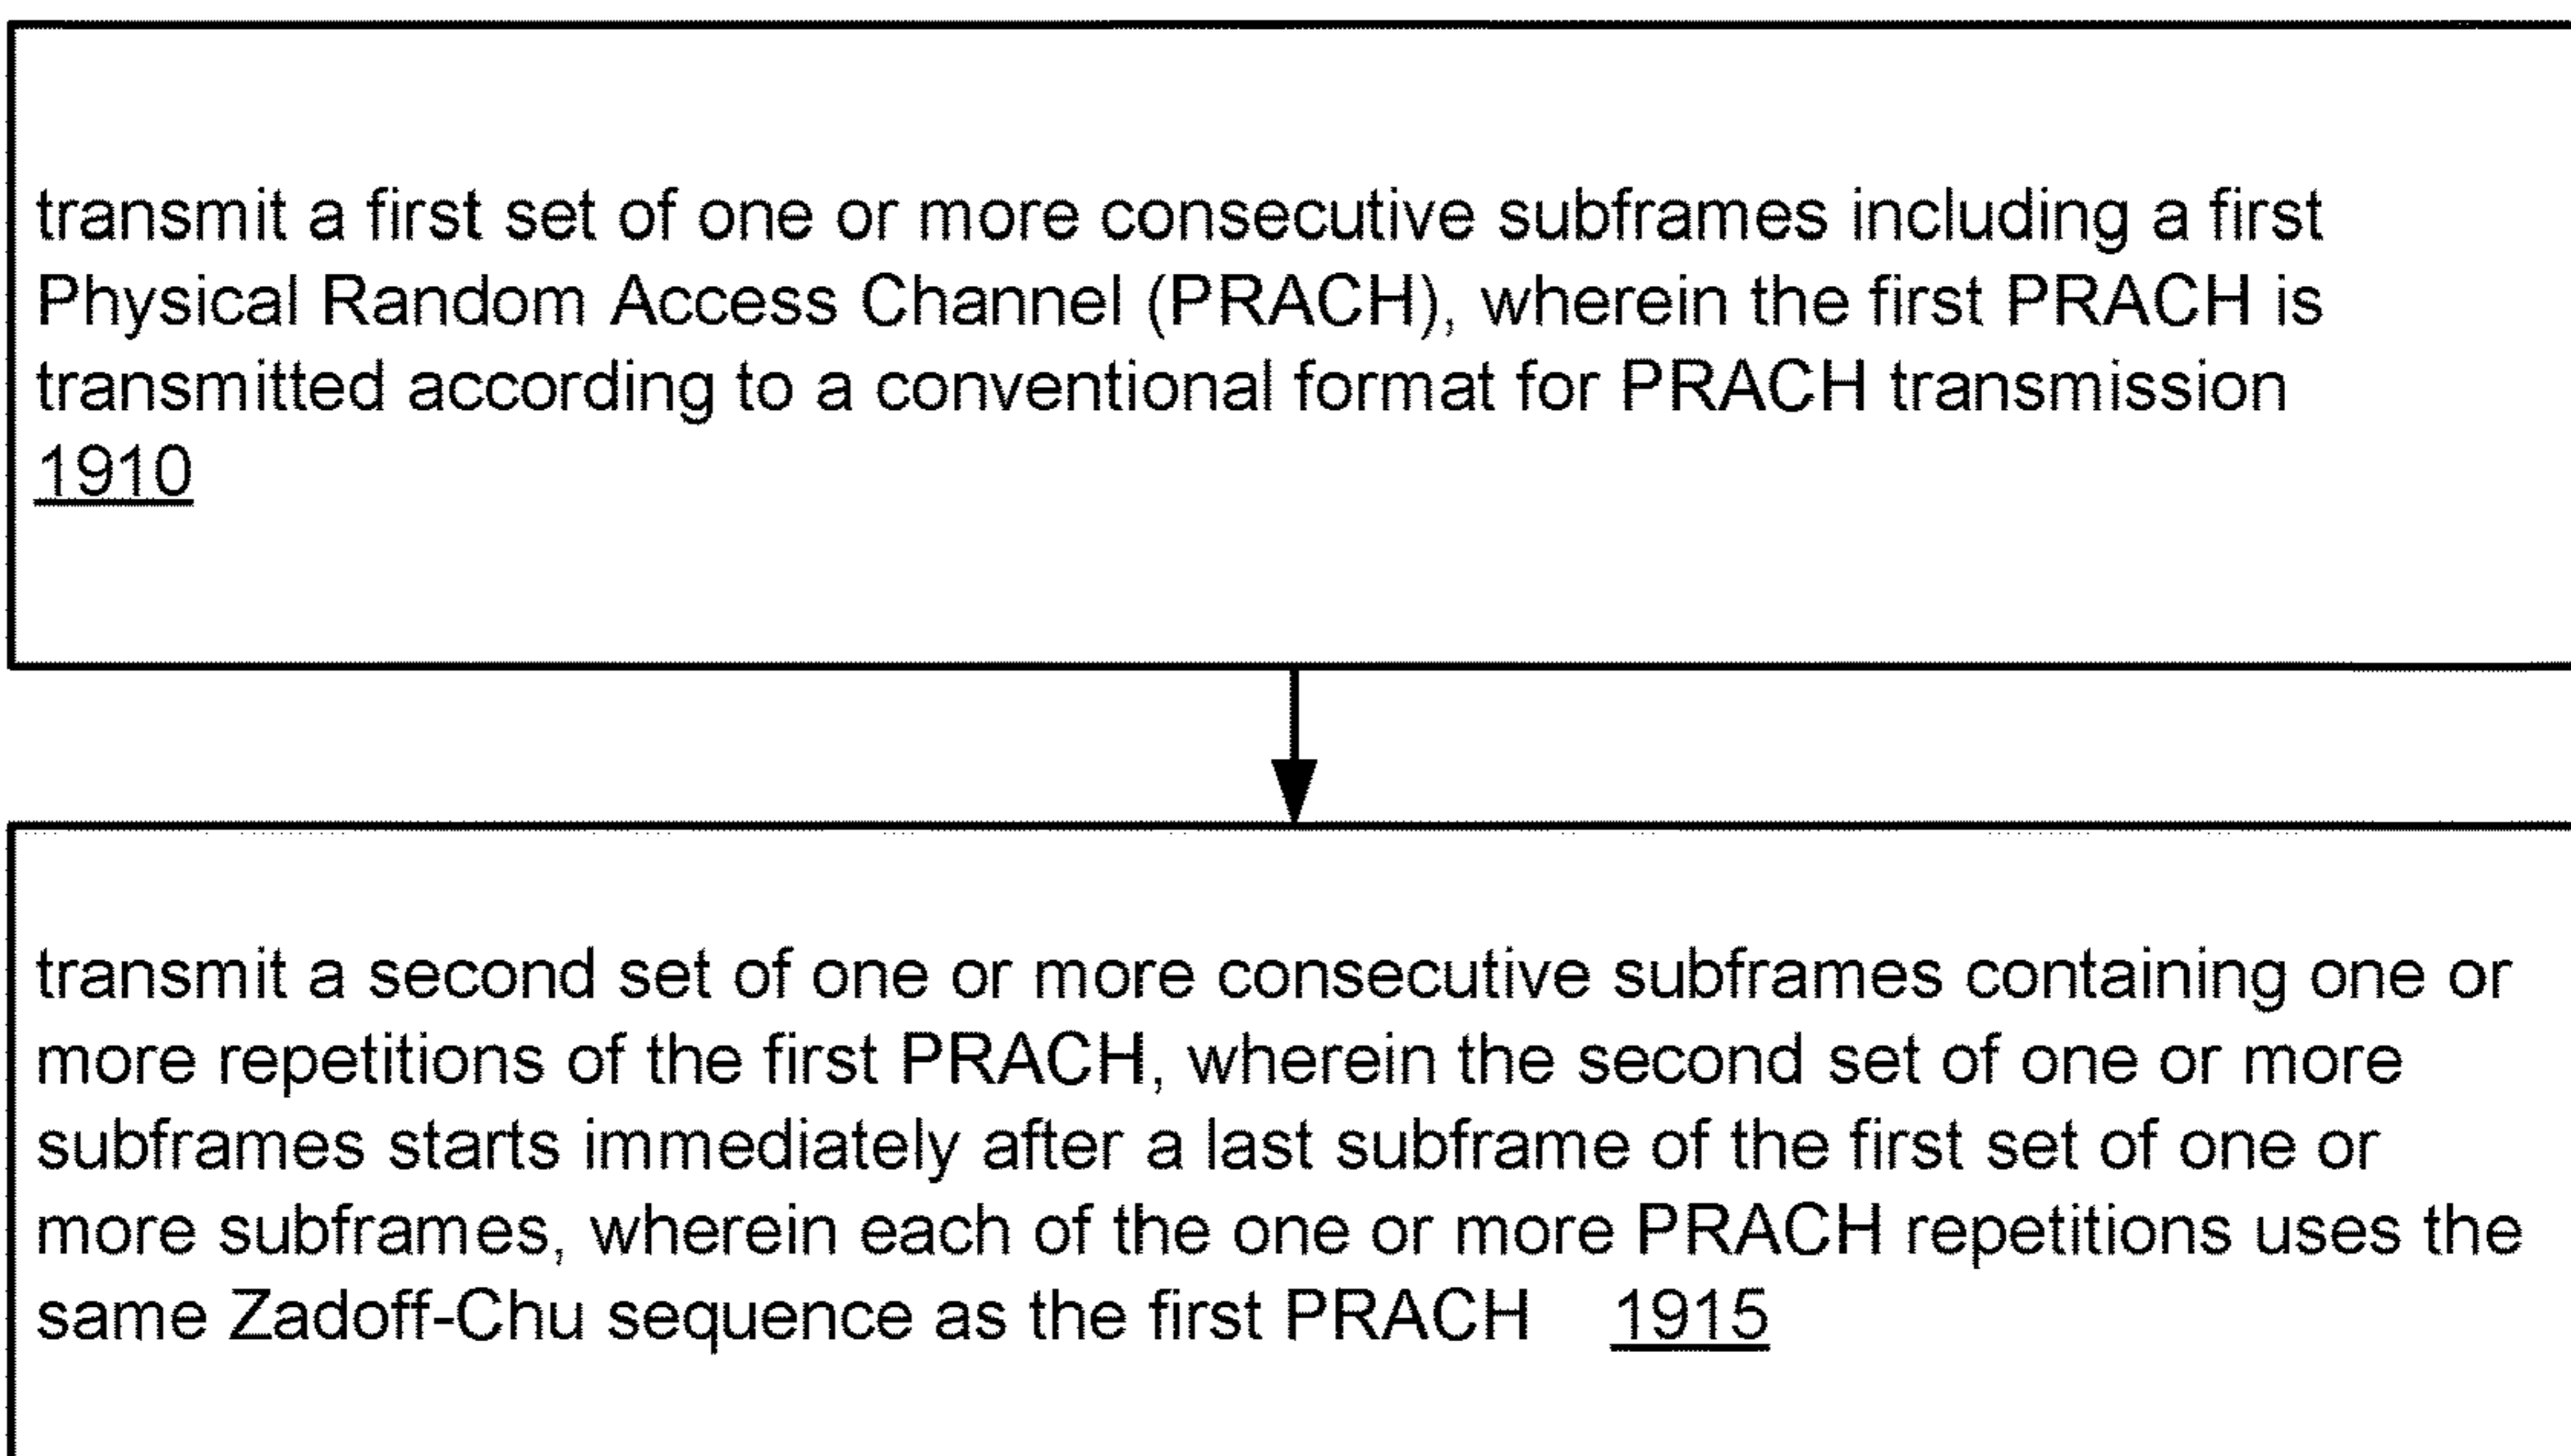 transmit a first set of one or more consecutive subframes including a first
Physical Random Access Channel (PRACH), wherein the first PRACH is
transmitted according to a conventional format for PRACH transmission
1910
transmit a second set of one or more consecutive subframes containing one or
more repetitions of the first PRACH, wherein the second set of one or more
subframes starts immediately after a last subframe of the first set of one or
more subframes, wherein each of the one or more PRACH repetitions uses the
same Zadoff-Chu sequence as the first PRACH 1915